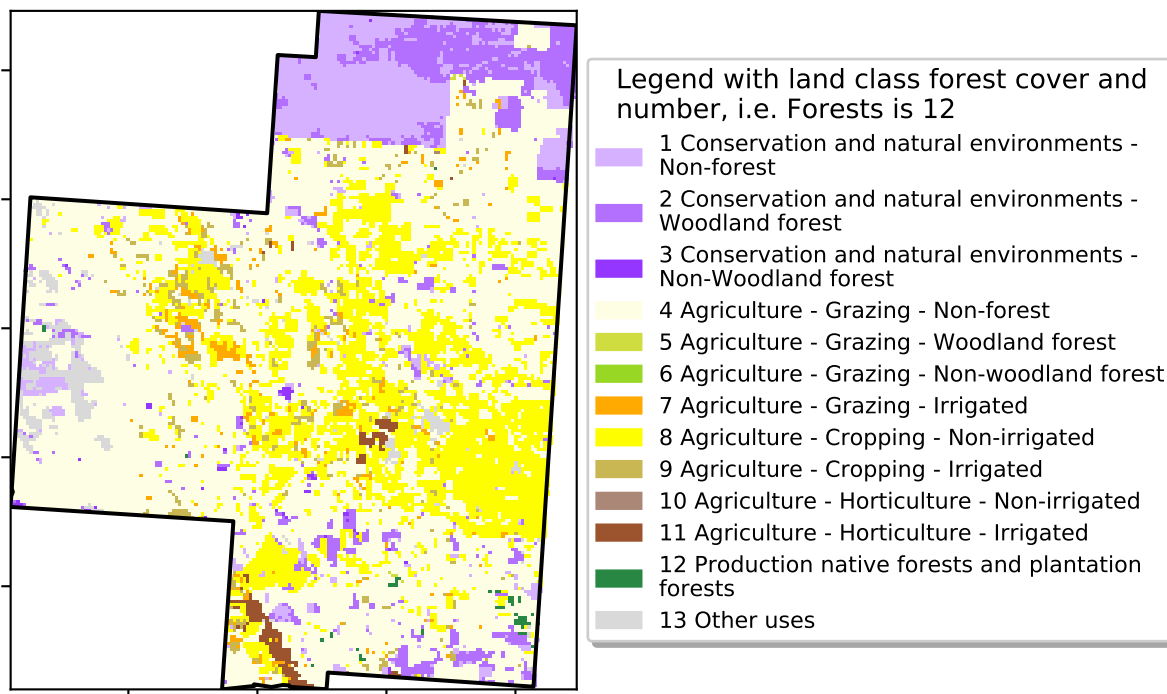 Legend with land class forest cover and
number, i.e. Forests is 12
1 Conservation and natural environments -
Non-forest
2 Conservation and natural environments -
Woodland forest
3 Conservation and natural environments -
Non-Woodland forest
4 Agriculture - Grazing - Non-forest
5 Agriculture - Grazing - Woodland forest
6 Agriculture - Grazing - Non-woodland forest
7 Agriculture - Grazing - Irrigated
8 Agriculture - Cropping - Non-irrigated
9 Agriculture - Cropping - Irrigated
10 Agriculture - Horticulture - Non-irrigated
11 Agriculture - Horticulture - Irrigated
12 Production native forests and plantation
forests
13 Other uses